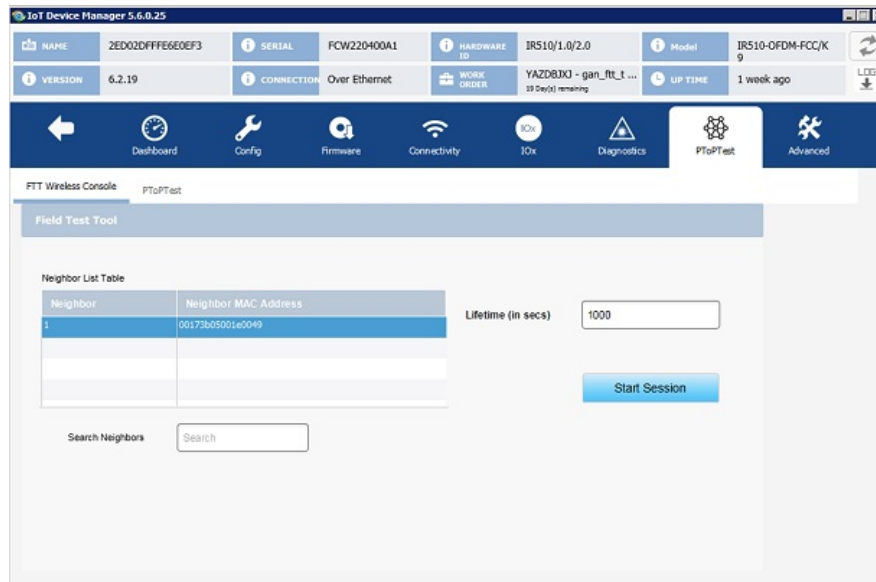 IoT Device Manager 5.6.0.25
NAME 2ED02DFFFE6E0EF3 SERIAL FCW220400A1 HARDWARE ID IR510/1.0/2.0 Model IR510-OFDM-FCC/K9
VERSION 6.2.19 CONNECTION Over Ethernet WORK ORDER YAZDBJXJ - gan_ftt_t ... UP TIME 1 week ago LOG
19 Day(s) remaining
Dashboard Config Firmware Connectivity IOx Diagnostics PToPTest Advanced
FTT Wireless Console PToPTest
Field Test Tool
Neighbor List Table
Neighbor Neighbor MAC Address
1 00173b05001e0049
Lifetime (in secs) 1000
Start Session
Search Neighbors Search